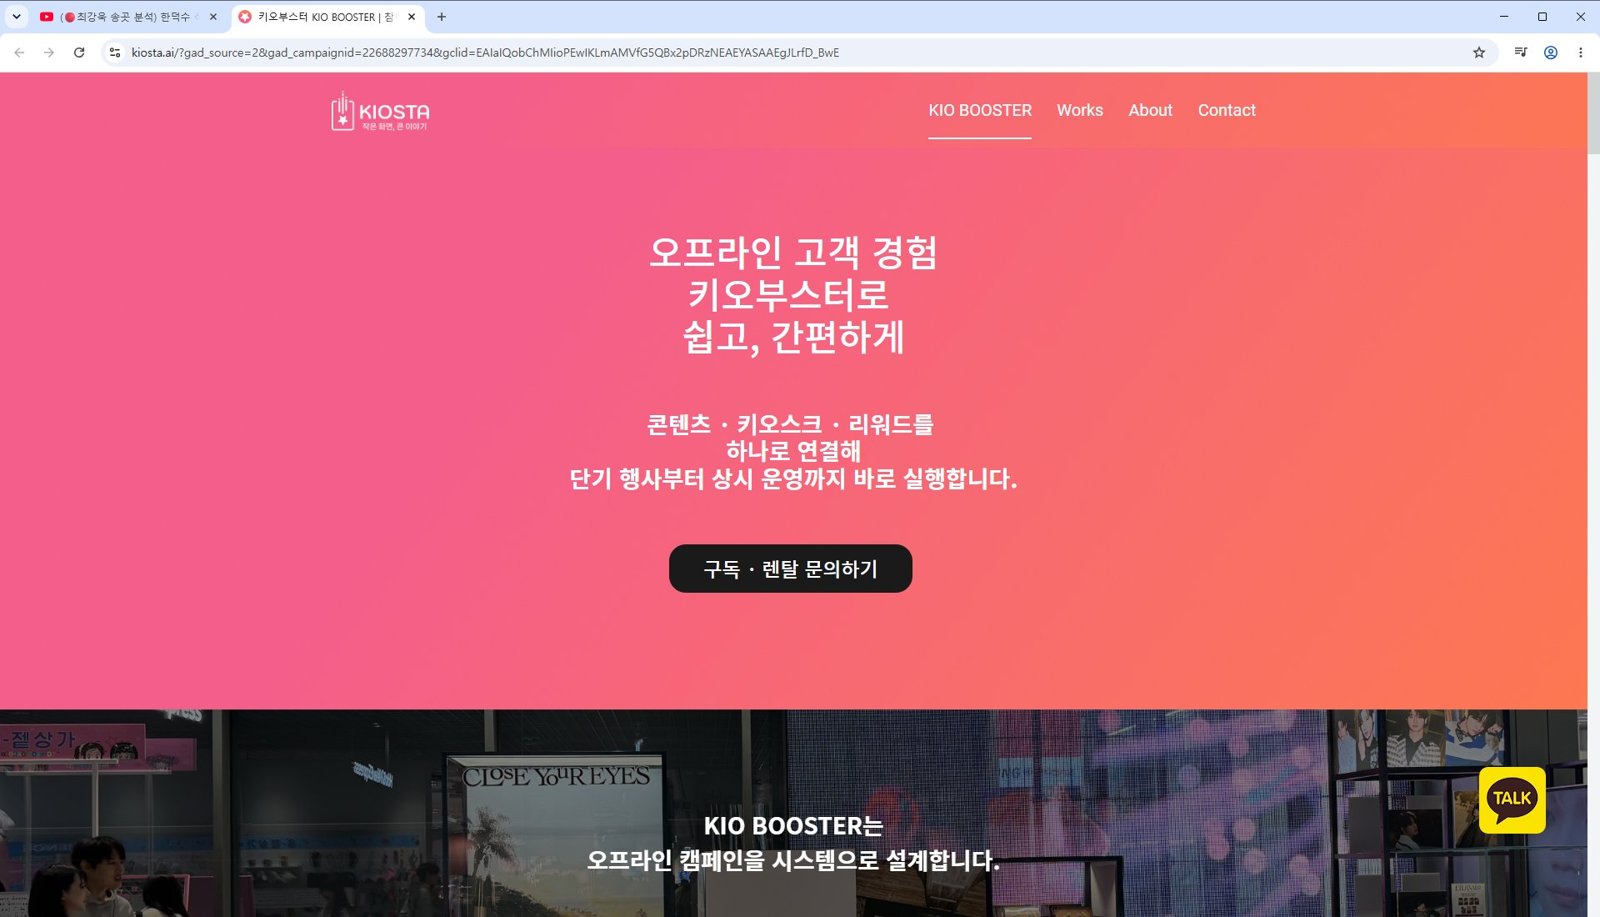 (🔴최강욱 송곳 분석) 한덕수
키오부스터 KIO BOOSTER | 참
kiosta.ai/?gad_source=2&gad_campaignid=22688297734&gclid=EAIaIQobChMIioPEwIKLmAMVfG5QBx2pDRzNEAEYASAAEgJLrfD_BwE
KIOSTA
작은 화면, 큰 이야기
KIO BOOSTER
Works
About
Contact
오프라인 고객 경험
키오부스터로
쉽고, 간편하게
콘텐츠 · 키오스크 · 리워드를
하나로 연결해
단기 행사부터 상시 운영까지 바로 실행합니다.
구독 · 렌탈 문의하기
-젵상가
CLOSE YOUR EYES
KIO BOOSTER는
오프라인 캠페인을 시스템으로 설계합니다.
TALK